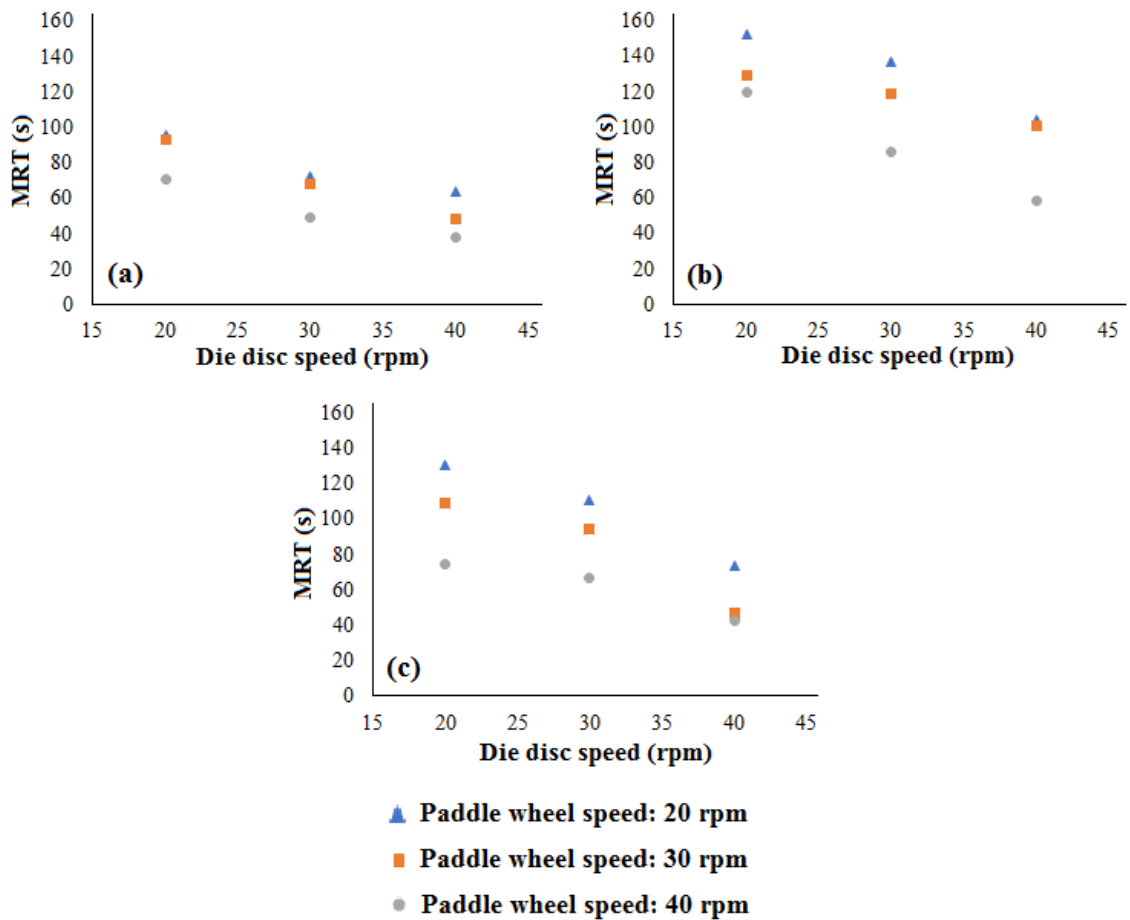 160
140
120
100
80
60
40
20
0
MRT (s)
(a)
15 20 25 30 35 40 45
Die disc speed (rpm)
160
140
120
100
80
60
40
20
0
MRT (s)
(b)
15 20 25 30 35 40 45
Die disc speed (rpm)
160
140
120
100
80
60
40
20
0
MRT (s)
(c)
15 20 25 30 35 40 45
Die disc speed (rpm)
Paddle wheel speed: 20 rpm
Paddle wheel speed: 30 rpm
Paddle wheel speed: 40 rpm